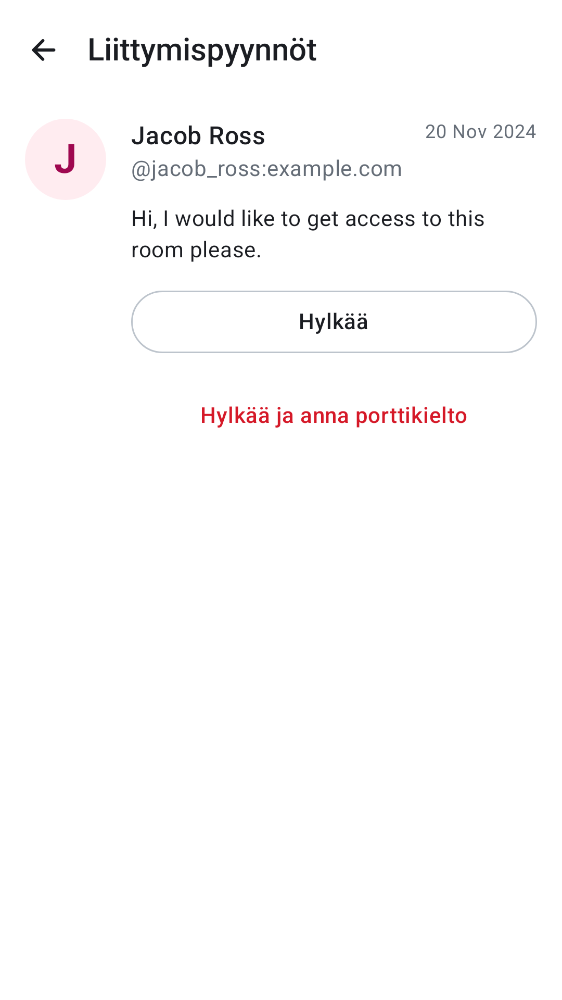 Liittymispyynnöt
J
Jacob Ross
20 Nov 2024
@jacob_ross:example.com
Hi, I would like to get access to this
room please.
Hylkää
Hylkää ja anna porttikielto